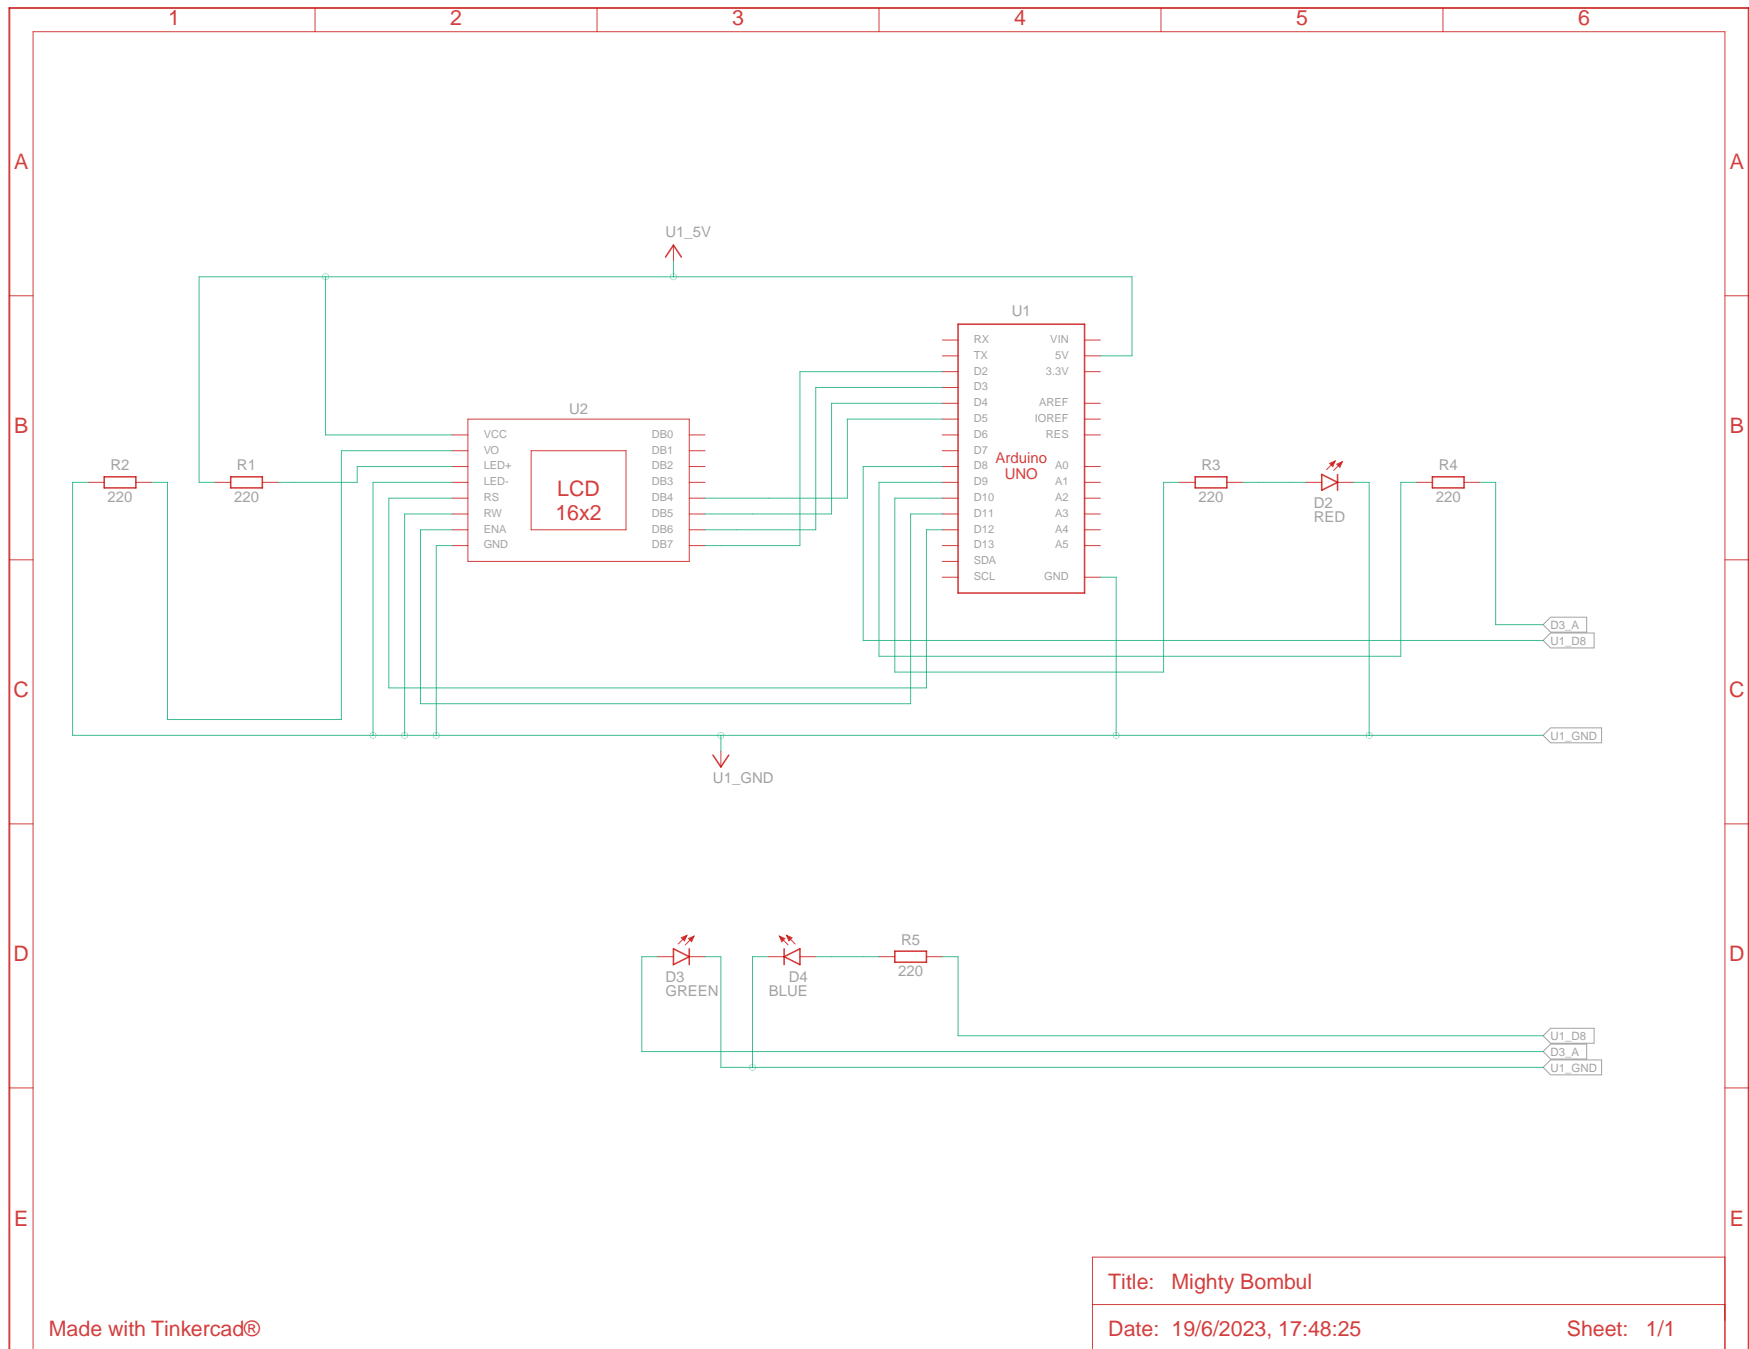 1 2 3 4 5 6
A A
U1_5V
U1
RX VIN
TX 5V
D2 3.3V
D3
D4 AREF
D5 IOREF
D6 RES
D7
D8 A0
D9 A1
D10 A2
D11 A3
D12 A4
D13 A5
SDA
SCL GND
Arduino
UNO
B B
U2
VCC DB0
VO DB1
LED+ DB2
LED- DB3
RS DB4
RW DB5
ENA DB6
GND DB7
LCD
16x2
R2
220
R1
220
R3
220
D2
RED
R4
220
D3_A
U1_D8
C C
U1_GND
U1_GND
D D
D3
GREEN
D4
BLUE
R5
220
U1_D8
D3_A
U1_GND
E E
Title: Mighty Bombul
Made with Tinkercad®
Date: 19/6/2023, 17:48:25 Sheet: 1/1